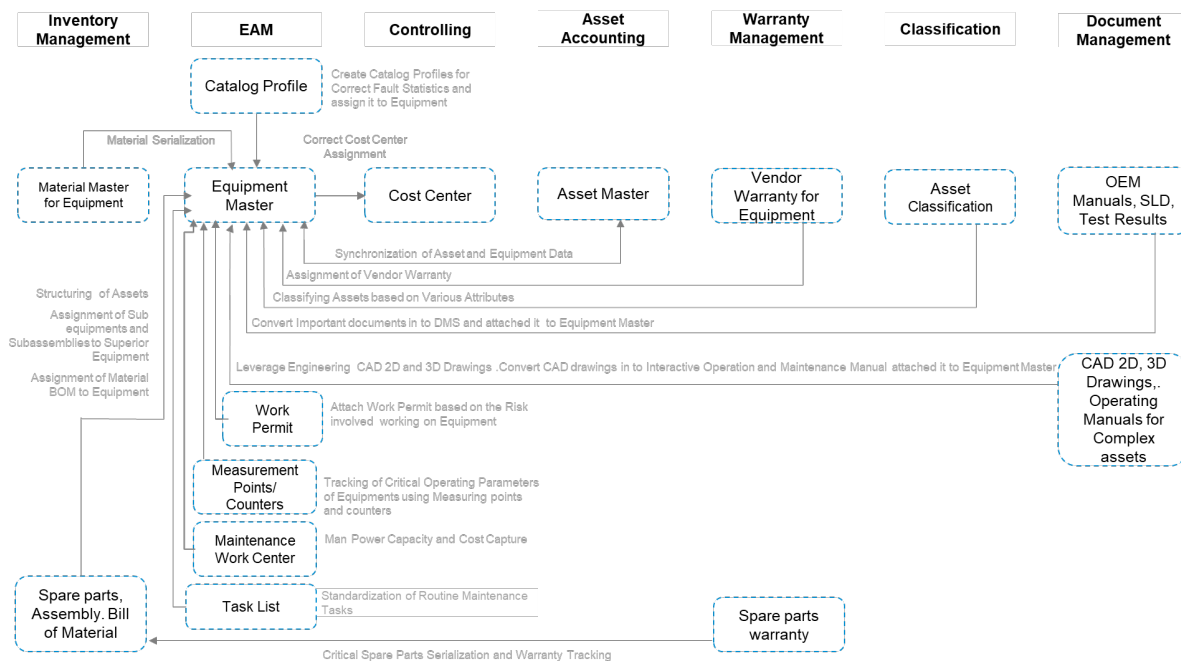 Inventory
Management
EAM
Controlling
Asset
Accounting
Warranty
Management
Classification
Document
Management
Catalog Profile
Create Catalog Profiles for
Correct Fault Statistics and
assign it to Equipment
Material Serialization
Correct Cost Center
Assignment
Material Master
for Equipment
Equipment
Master
Cost Center
Asset Master
Vendor
Warranty for
Equipment
Asset
Classification
OEM
Manuals, SLD,
Test Results
Synchronization of Asset and Equipment Data
Assignment of Vendor Warranty
Classifying Assets based on Various Attributes
Convert Important documents in to DMS and attached it to Equipment Master
Structuring of Assets
Assignment of Sub
equipments and
Subassemblies to Superior
Equipment
Assignment of Material
BOM to Equipment
Leverage Engineering CAD 2D and 3D Drawings .Convert CAD drawings in to Interactive Operation and Maintenance Manual attached it to Equipment Master
CAD 2D, 3D
Drawings,.
Operating
Manuals for
Complex
assets
Work
Permit
Attach Work Permit based on the Risk
involved working on Equipment
Measurement
Points/
Counters
Tracking of Critical Operating Parameters
of Equipments using Measuring points
and counters
Maintenance
Work Center
Man Power Capacity and Cost Capture
Spare parts,
Assembly. Bill
of Material
Task List
Standardization of Routine Maintenance
Tasks
Spare parts
warranty
Critical Spare Parts Serialization and Warranty Tracking